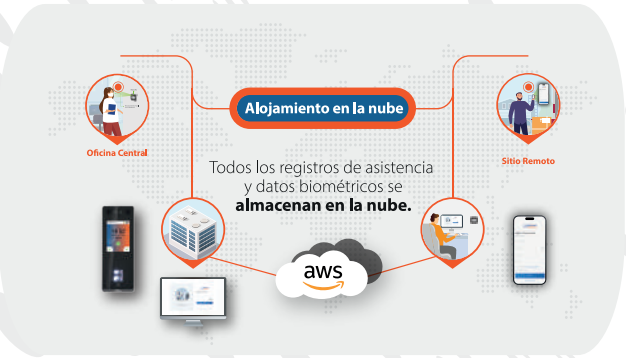 Alojamiento en la nube
Oficina Central
Sitio Remoto
Todos los registros de asistencia
y datos biométricos se
almacenan en la nube.
aws